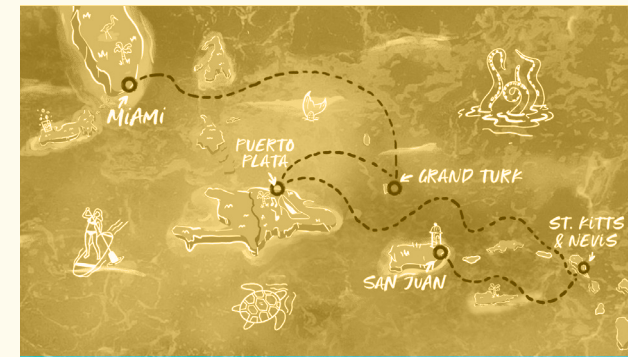 MIAMI
PUERTO
PLATA
GRAND TURK
ST. KITTS
& NEVIS
SAN JUAN